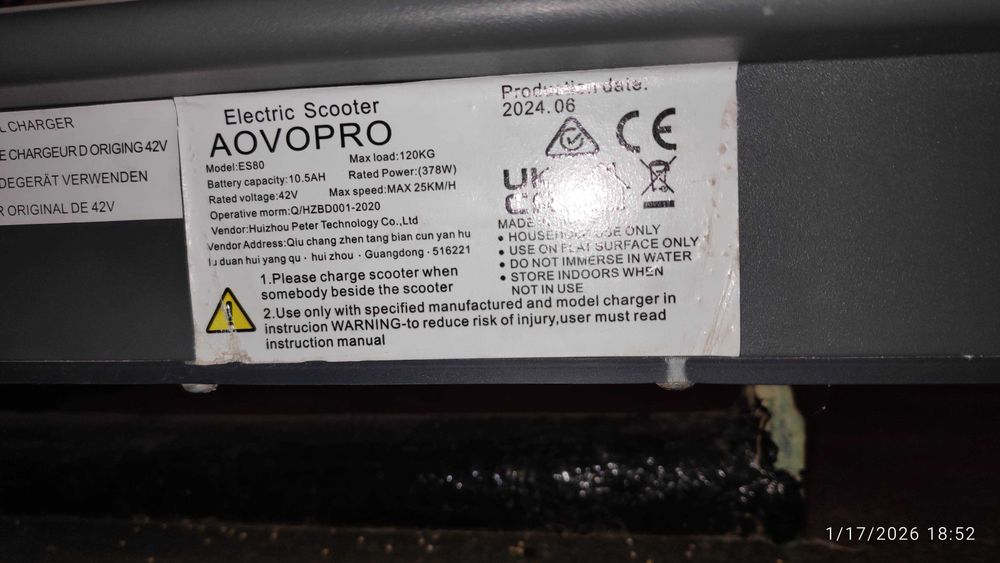 L CHARGER
E CHARGEUR D ORIGING 42V
DEGERÄT VERWENDEN
R ORIGINAL DE 42V
Electric Scooter
AOVOPRO
Model:ES80
Max load:120KG
Battery capacity:10.5AH
Rated Power:(378W)
Rated voltage:42V
Max speed:MAX 25KM/H
Operative morm:Q/HZBD001-2020
Vendor:Huizhou Peter Technology Co.,Ltd
Vendor Address:Qiu chang zhen tang bian cun yan hu
lu duan hui yang qu · hui zhou · Guangdong · 516221
1.Please charge scooter when
somebody beside the scooter
2.Use only with specified manufactured and model charger in
instrucion WARNING-to reduce risk of injury,user must read
instruction manual
Production date:
2024.06
CE
UK
CA
MADE
• HOUSEHOLD USE ONLY
• USE ON FLAT SURFACE ONLY
• DO NOT IMMERSE IN WATER
• STORE INDOORS WHEN
NOT IN USE
1/17/2026 18:52